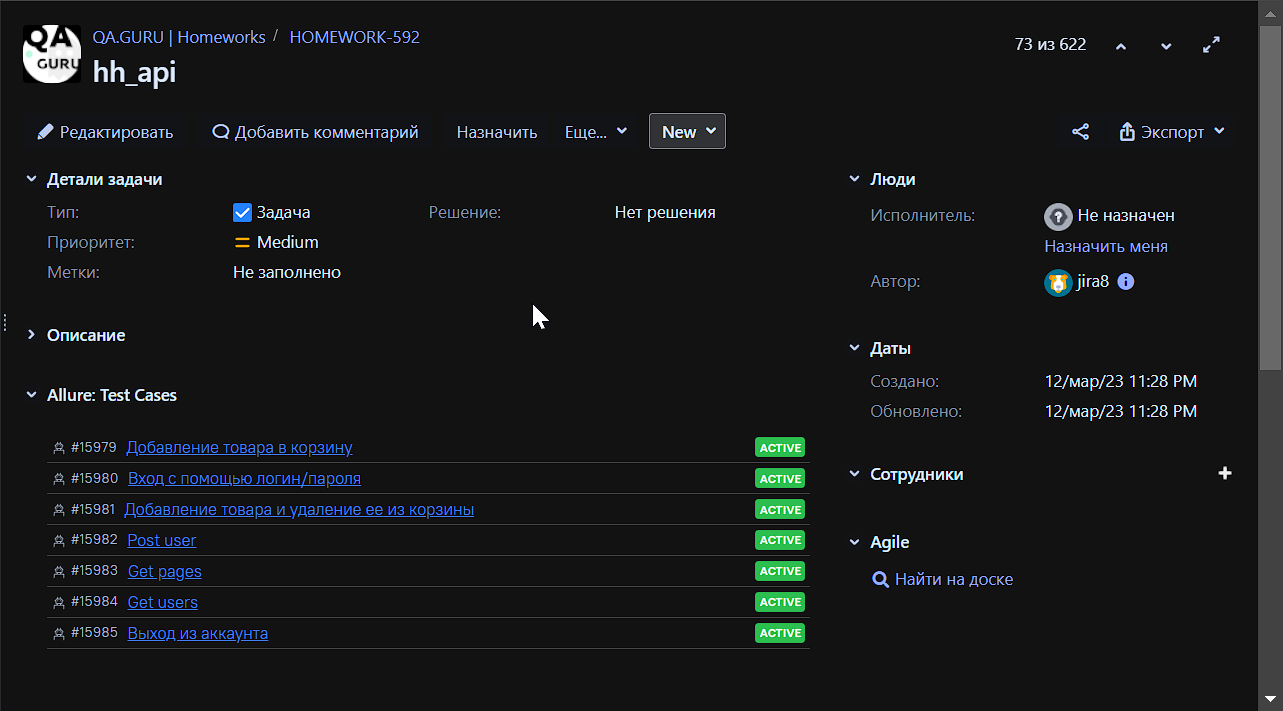 QA GURU
QA.GURU | Homeworks / HOMEWORK-592
73 из 622
hh_api
Редактировать Добавить комментарий Назначить Еще... New Экспорт
Детали задачи
Тип: Задача Решение: Нет решения
Приоритет: Medium
Метки: Не заполнено
Описание
Allure: Test Cases
#15979 Добавление товара в корзину ACTIVE
#15980 Вход с помощью логин/пароля ACTIVE
#15981 Добавление товара и удаление ее из корзины ACTIVE
#15982 Post user ACTIVE
#15983 Get pages ACTIVE
#15984 Get users ACTIVE
#15985 Выход из аккаунта ACTIVE
Люди
Исполнитель: Не назначен
Назначить меня
Автор: jira8
Даты
Создано: 12/мар/23 11:28 PM
Обновлено: 12/мар/23 11:28 PM
Сотрудники
Agile
Найти на доске